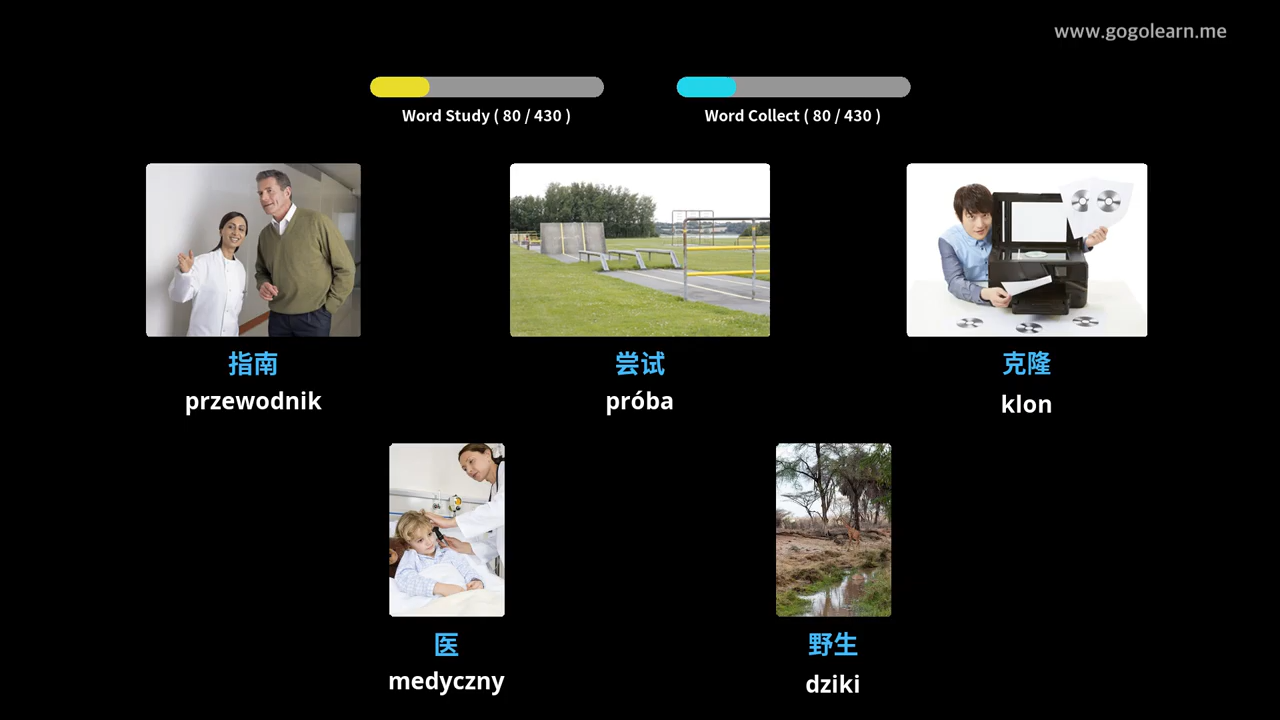 www.gogolearn.me
Word Study ( 80 / 430 )
Word Collect ( 80 / 430 )
指南
przewodnik
尝试
próba
克隆
klon
医
medyczny
野生
dziki